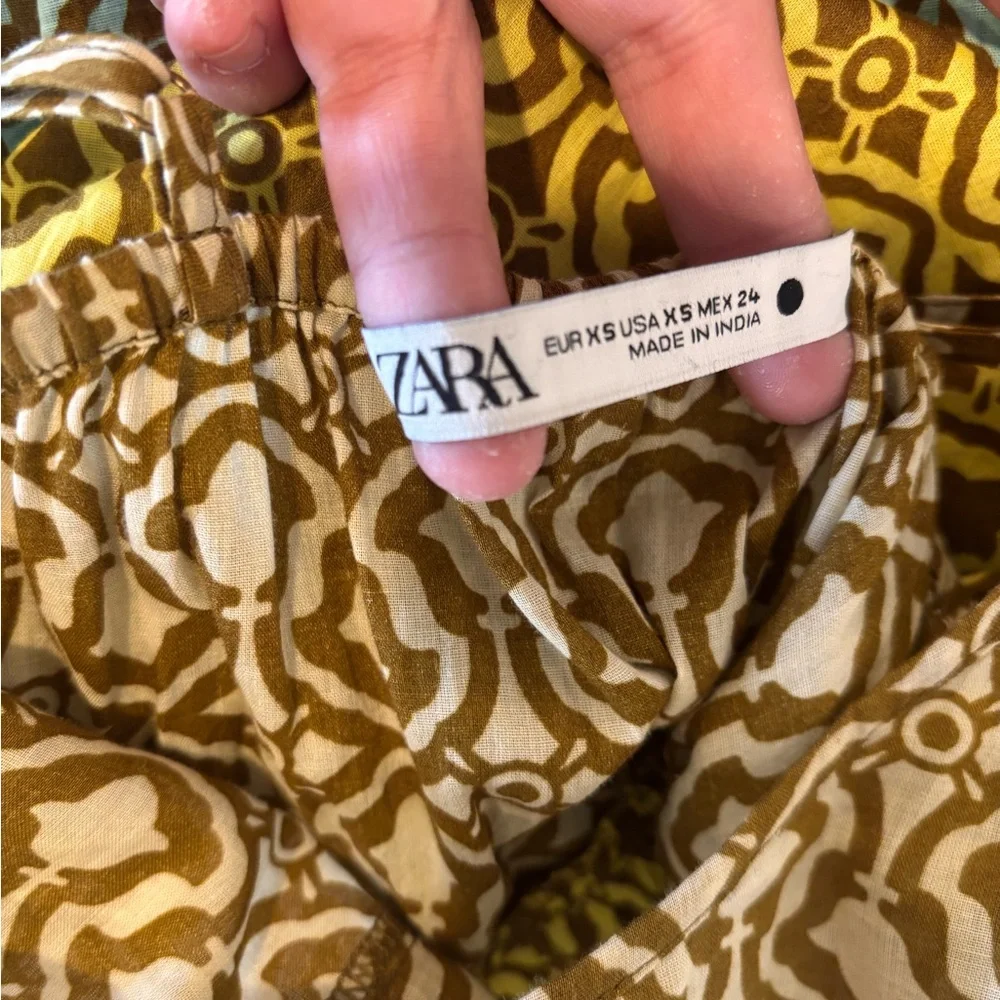 ZARA
EUR XS USA XS MEX 24
MADE IN INDIA